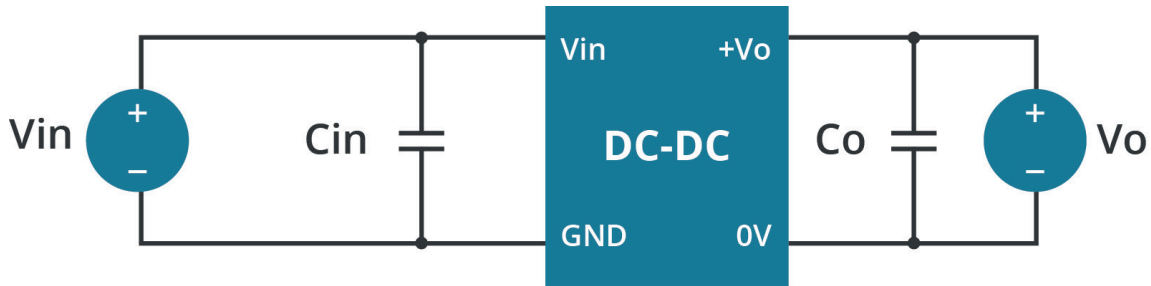 Vin
+
−
Cin
Vin
+Vo
DC-DC
GND
0V
Co
+
−
Vo